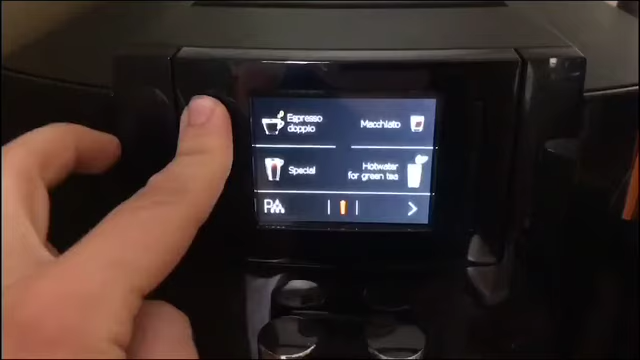 Espresso
doppio
Macchiato
Special
Hotwater
for green tea